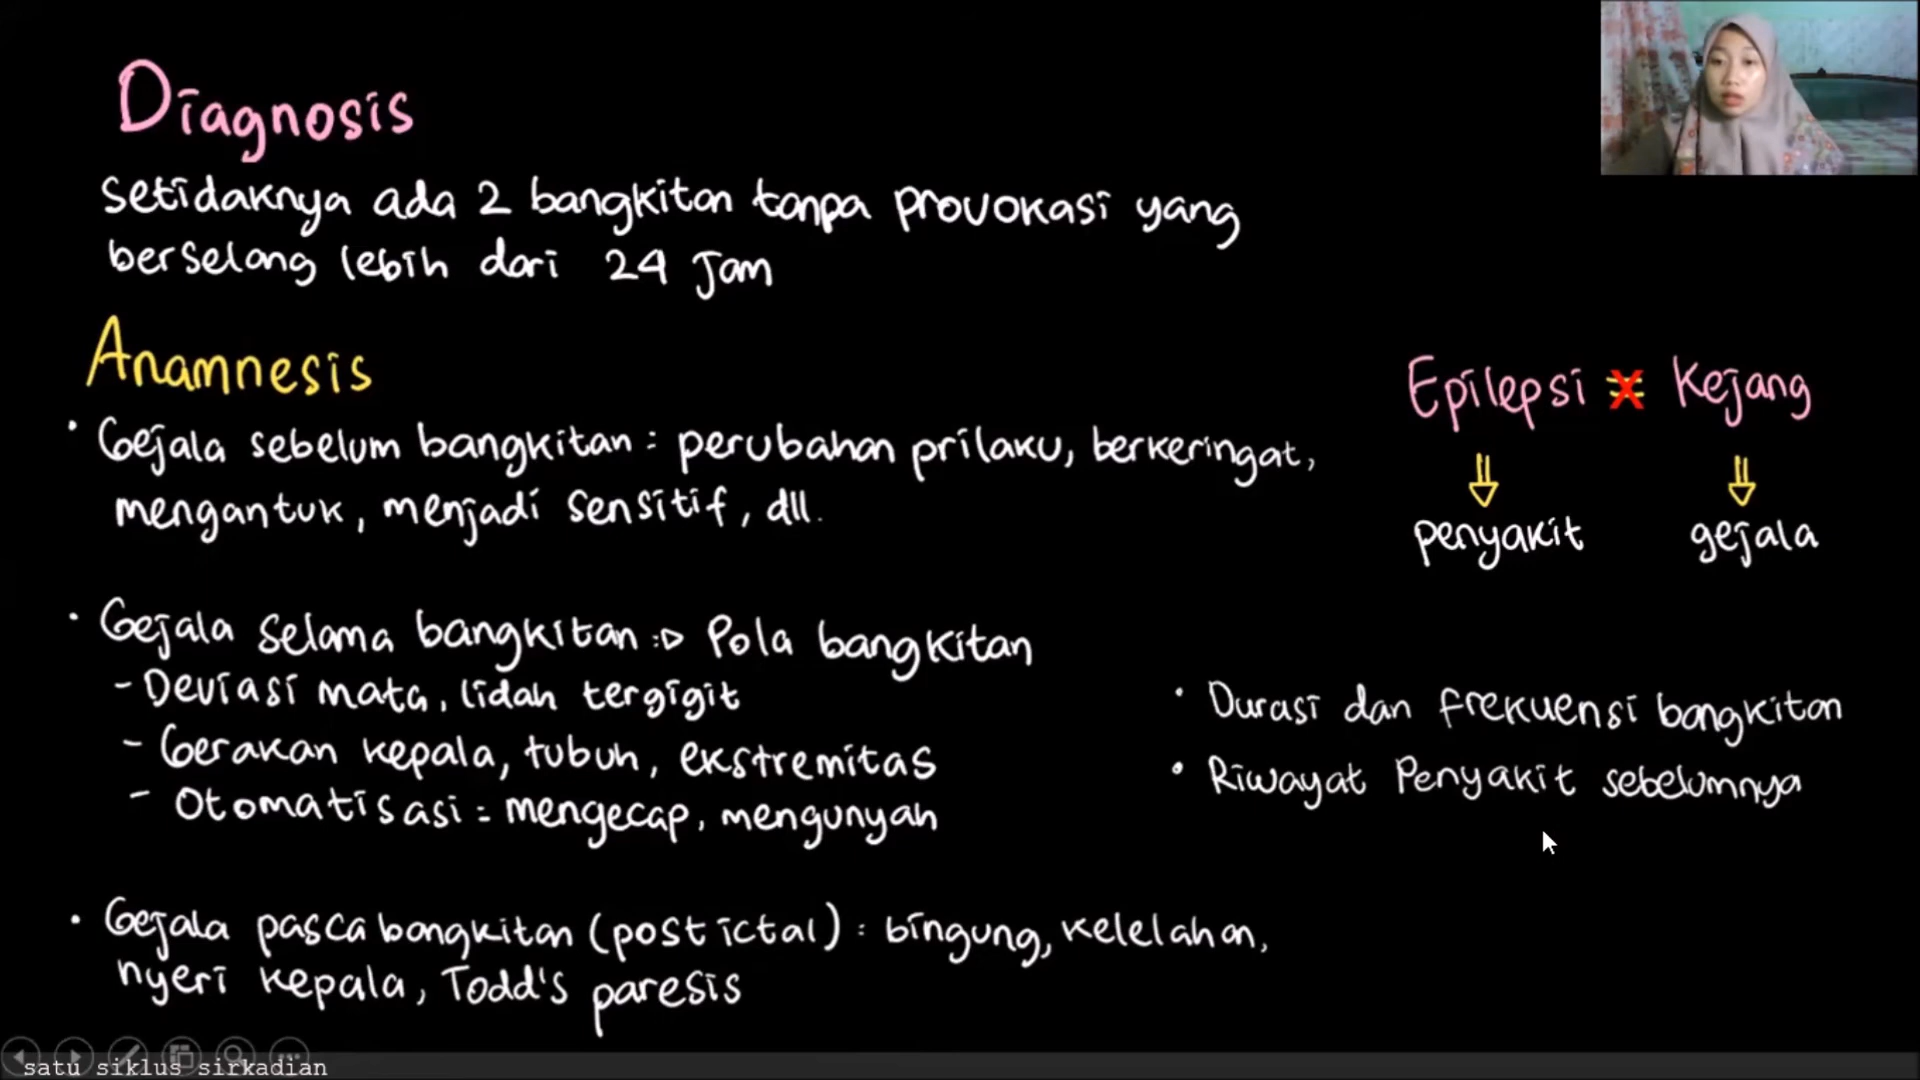 Diagnosis
setidaknya ada 2 bangkitan tanpa provokasi yang
berselang lebih dari 24 Jam
Anamnesis
• Gejala sebelum bangkitan : perubahan prilaku, berkeringat,
mengantuk, menjadi sensitif, dll.
• Gejala selama bangkitan :▷ Pola bangkitan
- Deviasi mata, lidah tergigit
- Gerakan kepala, tubuh, ekstremitas
- Otomatisasi = mengecap, mengunyah
• Gejala pasca bangkitan (post ictal) : bingung, kelelahan,
nyeri kepala, Todd's paresis
Epilepsi = Kejang
⇓ ⇓
penyakit gejala
• Durasi dan frekuensi bangkitan
• Riwayat Penyakit sebelumnya
satu siklus sirkadian